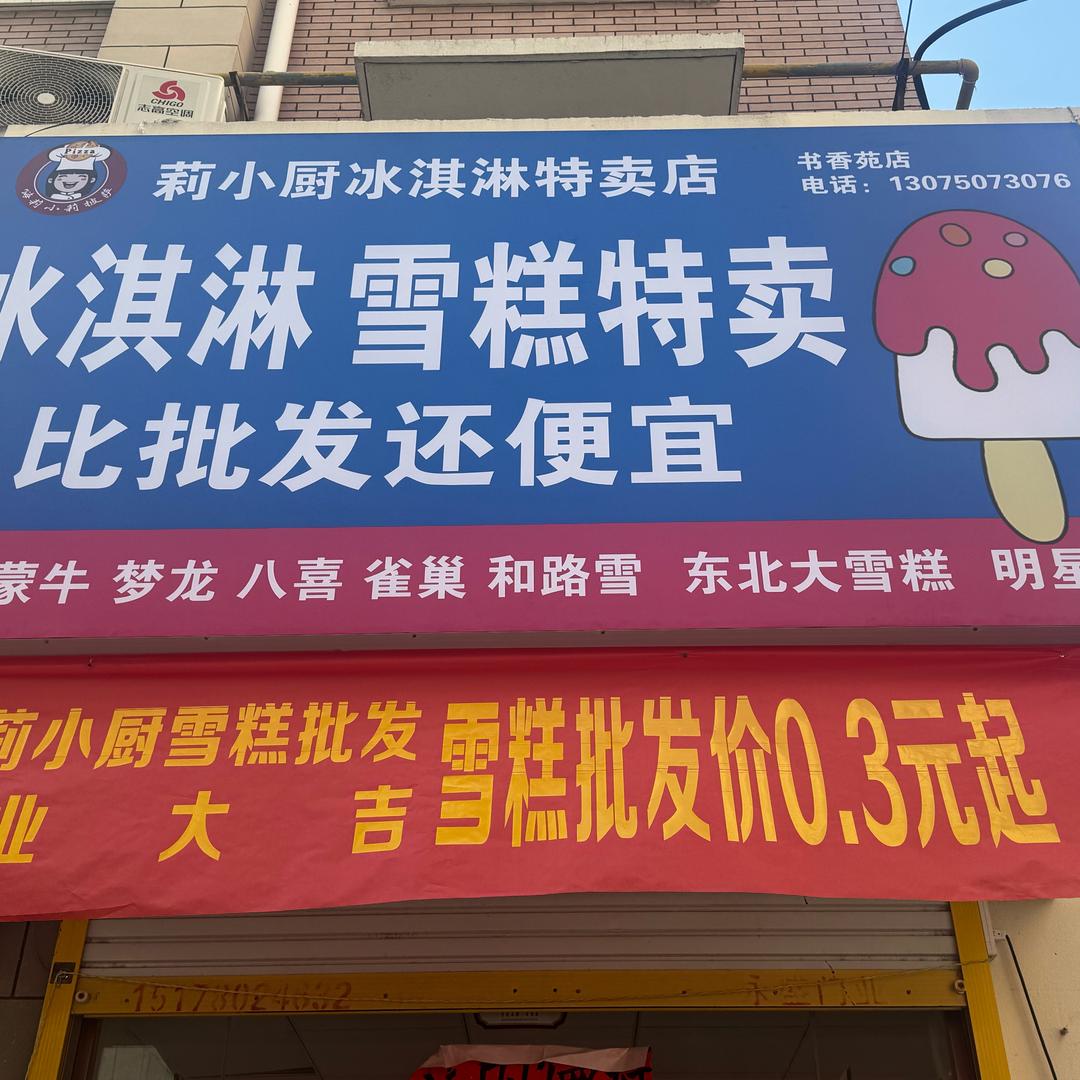 CHIGO
志高空调
Pizza
莉小厨冰淇淋特卖店
书香苑店
电话：13075073076
冰淇淋 雪糕特卖
比批发还便宜
蒙牛 梦龙 八喜 雀巢 和路雪 东北大雪糕 明星
莉小厨雪糕批发
业大吉
雪糕批发价0.3元起
15178024632